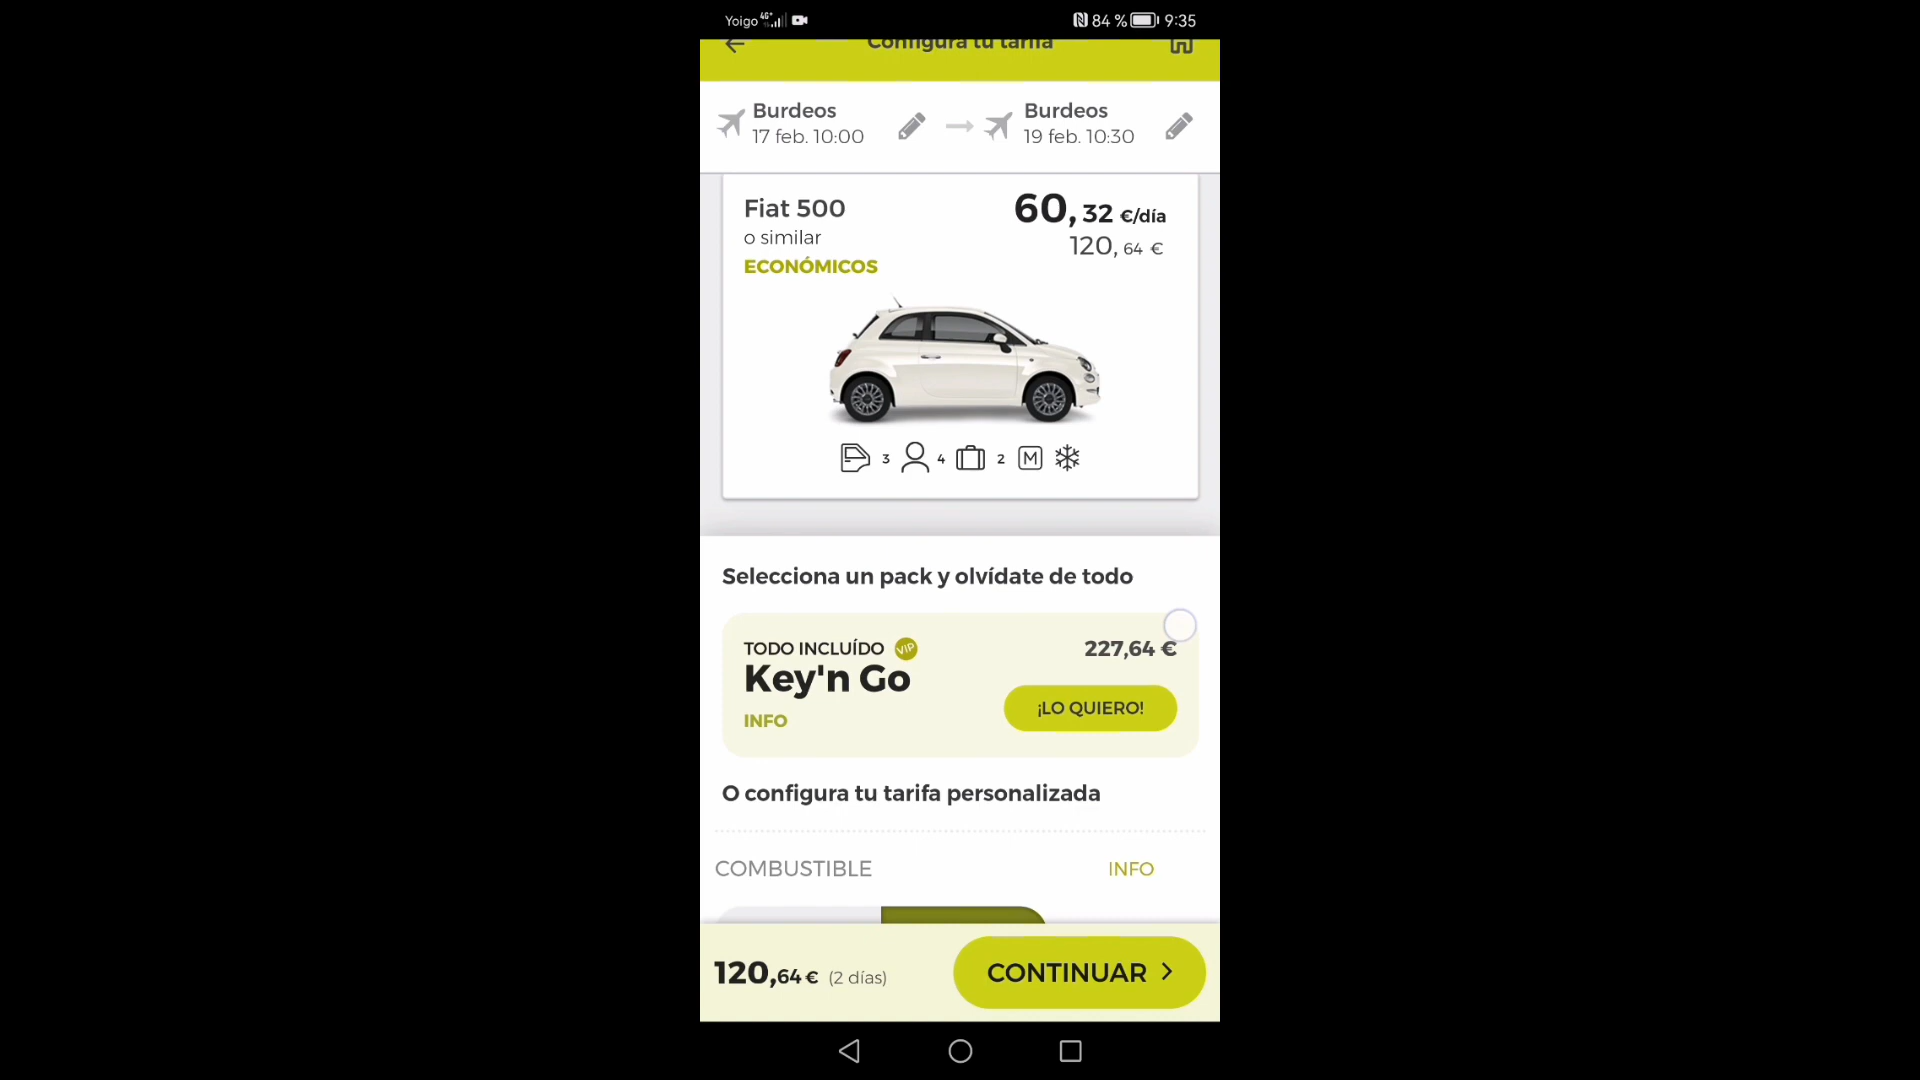 Yoigo 4G+ 84 % 9:35
Configura tu tarifa
Burdeos
17 feb. 10:00
Burdeos
19 feb. 10:30
Fiat 500
o similar
ECONÓMICOS
60,32 €/día
120,64 €
3 4 2 M
Selecciona un pack y olvídate de todo
TODO INCLUÍDO VIP
Key'n Go
INFO
227,64 €
¡LO QUIERO!
O configura tu tarifa personalizada
COMBUSTIBLE INFO
120,64 € (2 días)
CONTINUAR >